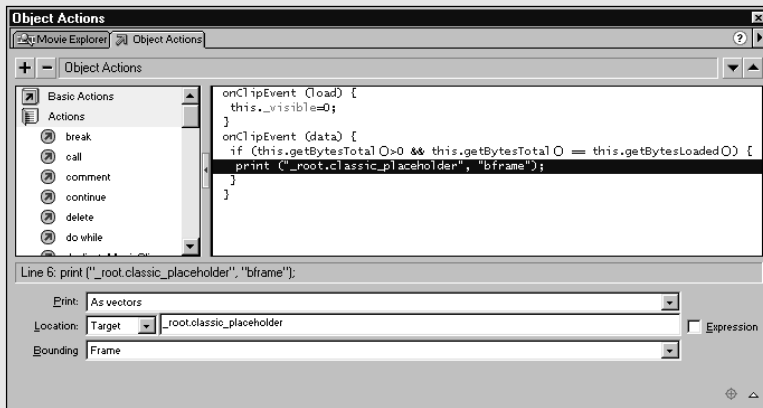 Object Actions
Movie Explorer Object Actions ?
+ − Object Actions
Basic Actions
Actions
break
call
comment
continue
delete
do while
onClipEvent (load) {
this._visible=0;
}
onClipEvent (data) {
if (this.getBytesTotal()>0 && this.getBytesTotal() == this.getBytesLoaded()) {
print ("_root.classic_placeholder", "bframe");
}
}
Line 6: print ("_root.classic_placeholder", "bframe");
Print: As vectors
Location: Target _root.classic_placeholder Expression
Bounding Frame